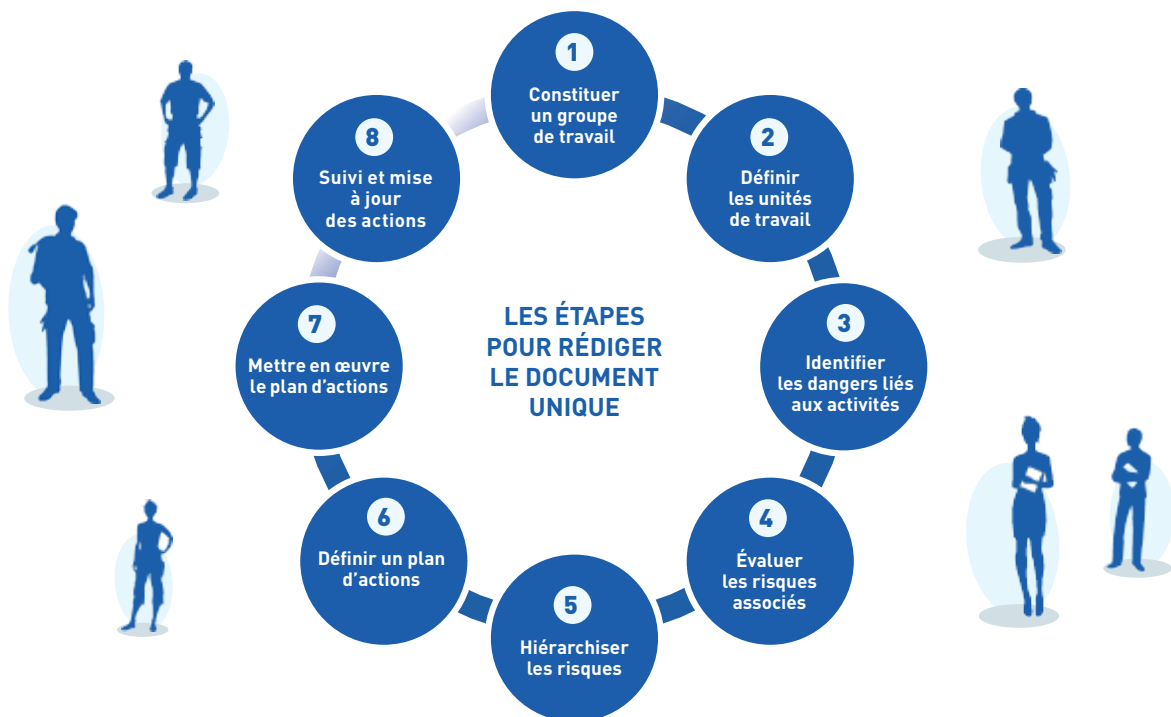 LES ÉTAPES
POUR RÉDIGER
LE DOCUMENT
UNIQUE
1
Constituer
un groupe
de travail
2
Définir
les unités
de travail
3
Identifier
les dangers liés
aux activités
4
Évaluer
les risques
associés
5
Hiérarchiser
les risques
6
Définir un plan
d'actions
7
Mettre en œuvre
le plan d'actions
8
Suivi et mise
à jour
des actions